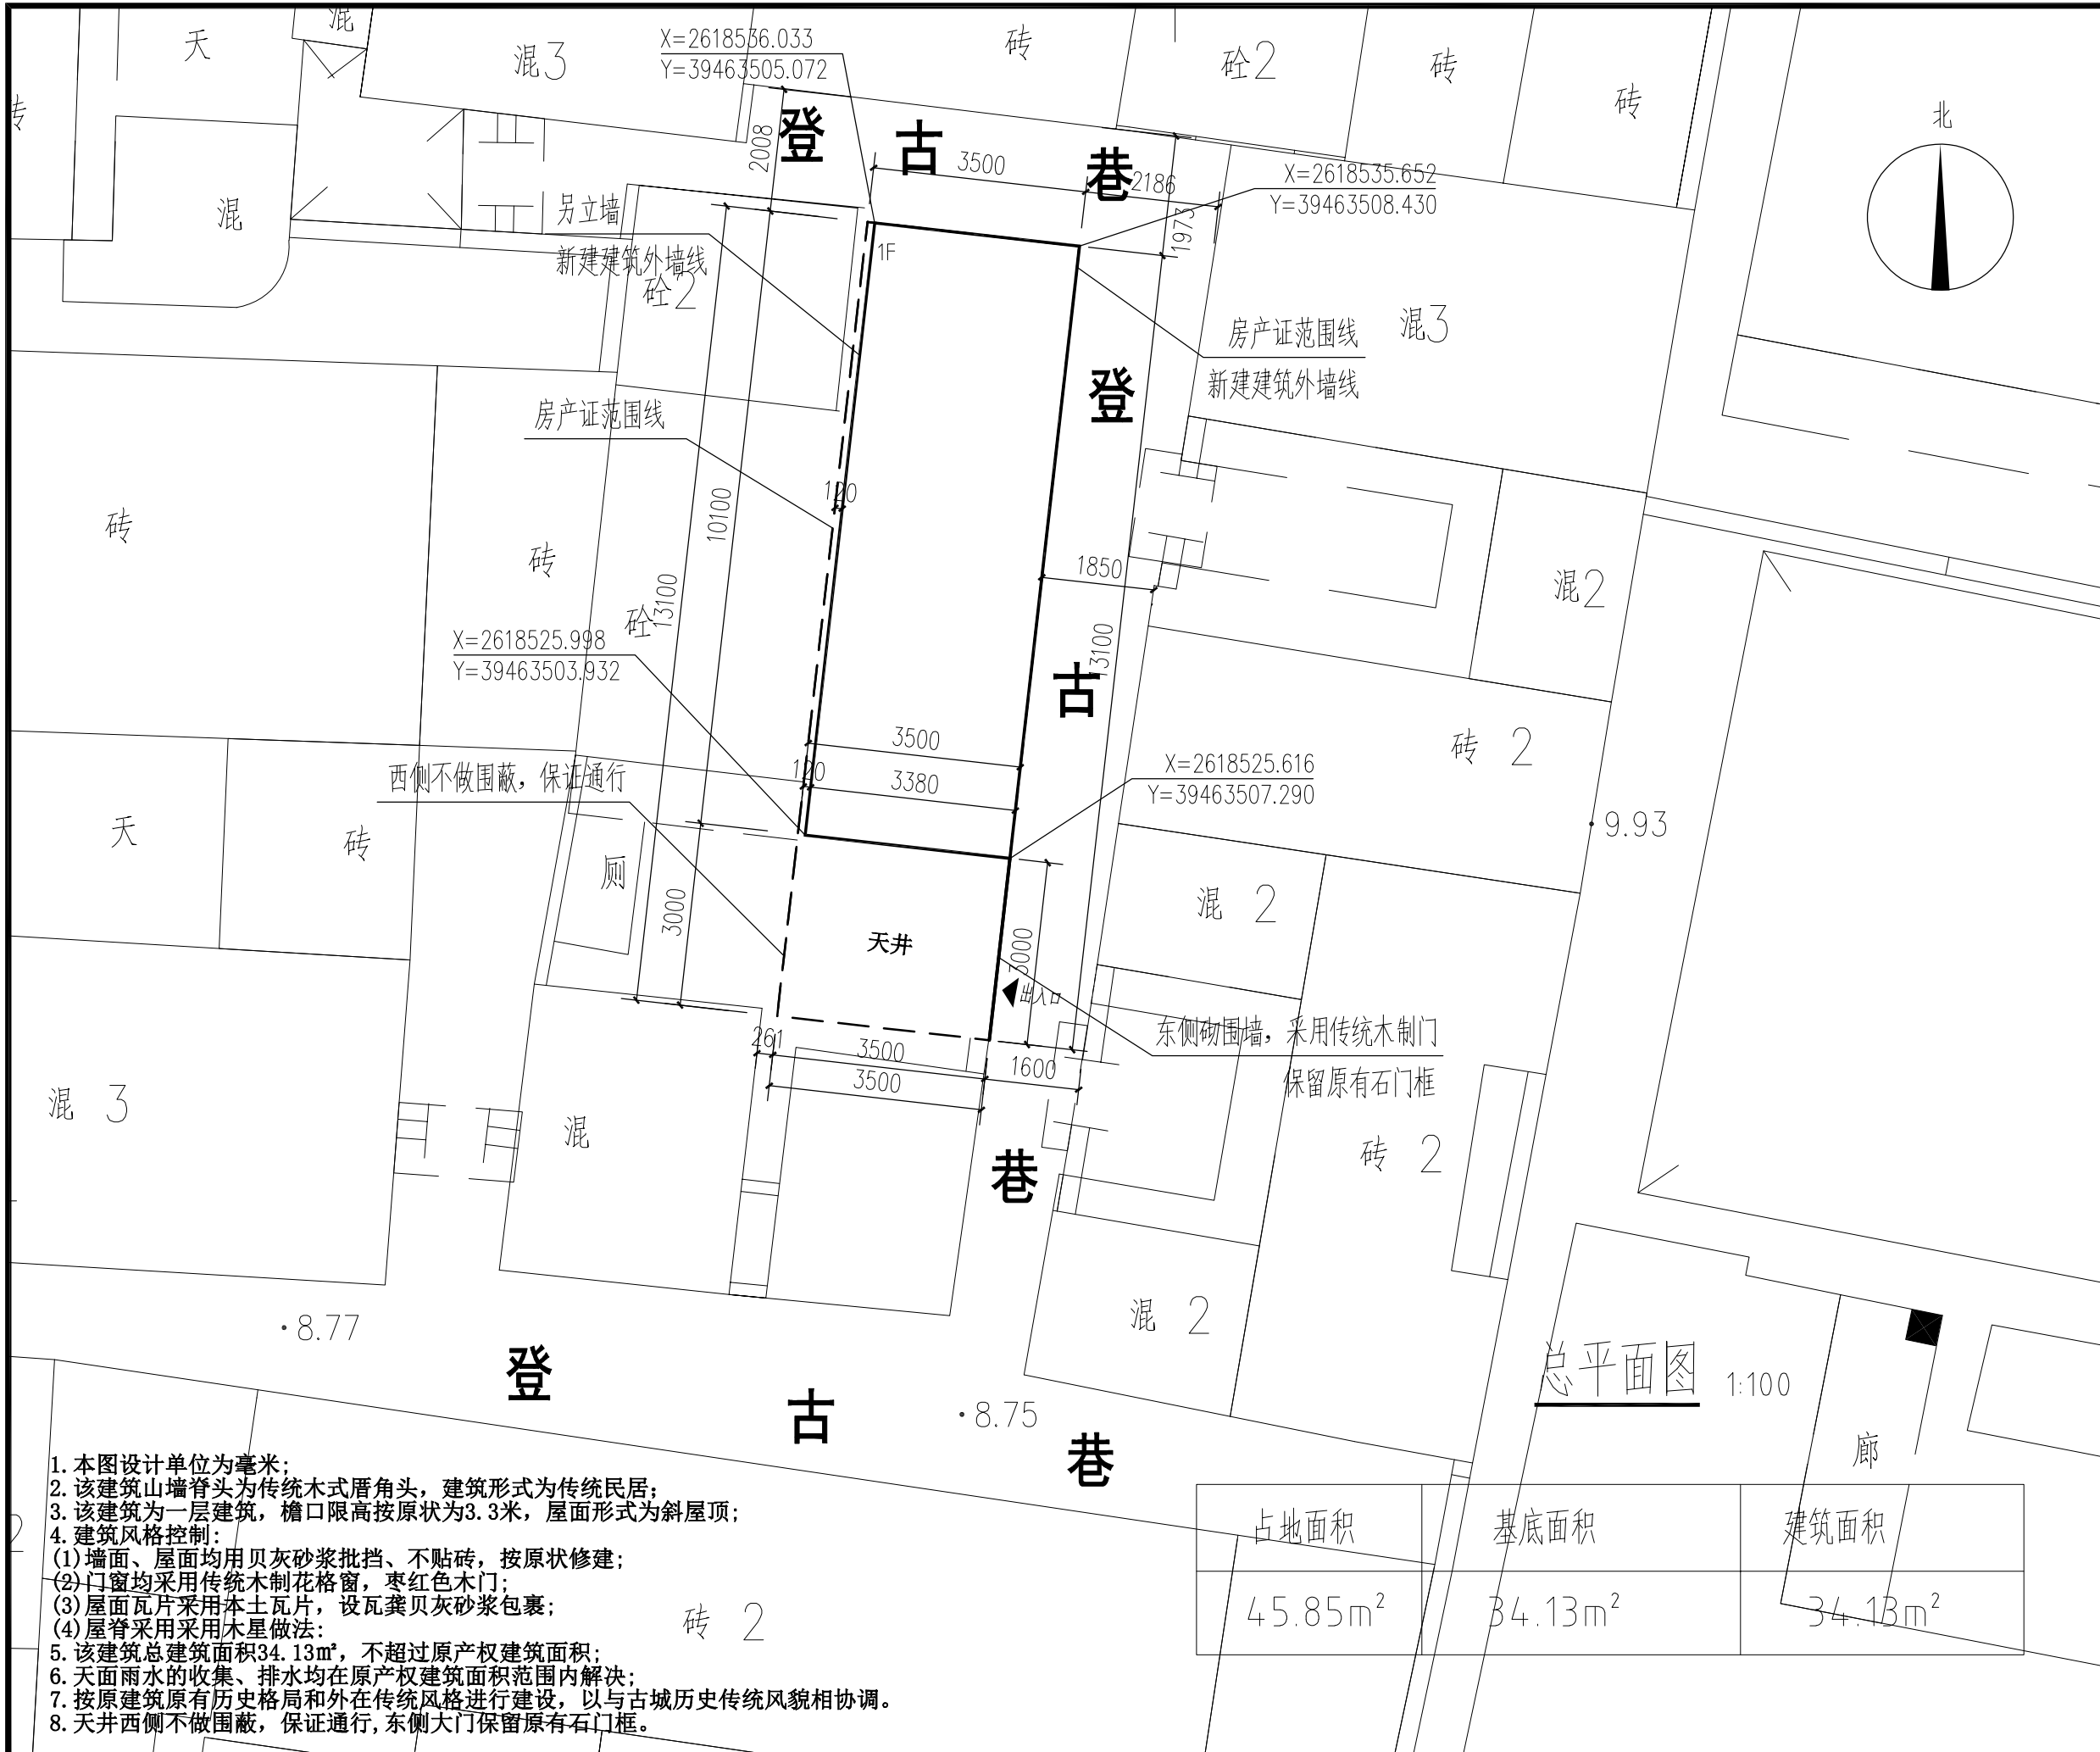 混
天
混3
X=2618536.033
Y=39463505.072
砖
砼2
砖
砖
砖
北
登
古
巷
2008
3500
2186
X=2618535.652
Y=39463508.430
1973
混
另立墙
新建建筑外墙线
砼2
1F
房产证范围线
新建建筑外墙线
混3
登
房产证范围线
120
10100
砖
砖
1850
混2
13100
砼
X=2618525.998
Y=39463503.932
13100
古
3500
砖 2
西侧不做围蔽，保证通行
120
3380
X=2618525.616
Y=39463507.290
天
砖
9.93
厕
混 2
3000
天井
3000
出入口
东侧砌围墙，采用传统木制门
保留原有石门框
261
3500
3500
1600
混 3
混
砖 2
巷
8.77
混 2
登
古
8.75
巷
总平面图 1:100
廊
1.本图设计单位为毫米;
2.该建筑山墙脊头为传统木式厝角头，建筑形式为传统民居;
3.该建筑为一层建筑，檐口限高按原状为3.3米，屋面形式为斜屋顶;
4.建筑风格控制:
(1)墙面、屋面均用贝灰砂浆批挡、不贴砖，按原状修建;
(2)门窗均采用传统木制花格窗，枣红色木门;
(3)屋面瓦片采用本土瓦片，设瓦龚贝灰砂浆包裹;
(4)屋脊采用采用木星做法:
5.该建筑总建筑面积34.13㎡，不超过原产权建筑面积;
6.天面雨水的收集、排水均在原产权建筑面积范围内解决;
7.按原建筑原有历史格局和外在传统风格进行建设，以与古城历史传统风貌相协调。
8.天井西侧不做围蔽，保证通行,东侧大门保留原有石门框。
2
砖 2
占地面积 基底面积 建筑面积
45.85m² 34.13m² 34.13m²